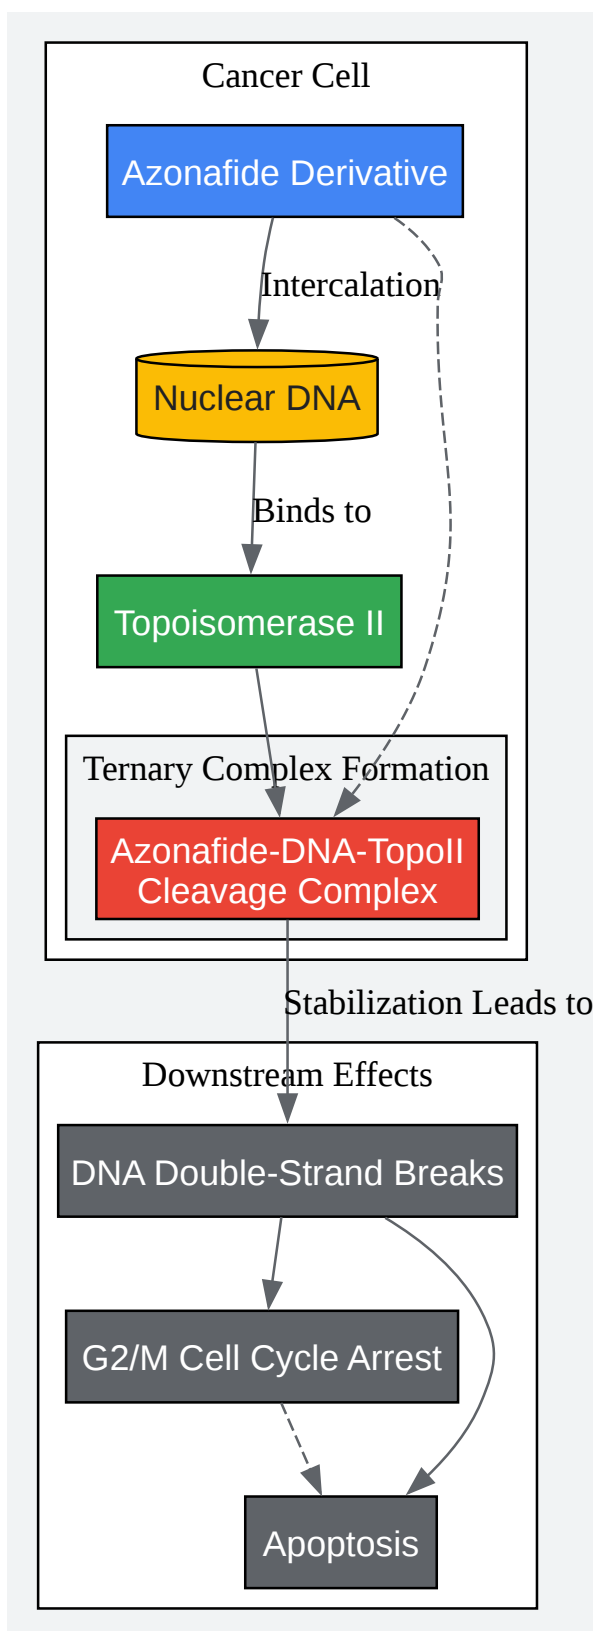 Cancer Cell
Azonafide Derivative
Intercalation
Nuclear DNA
Binds to
Topoisomerase II
Ternary Complex Formation
Azonafide-DNA-TopoII
Cleavage Complex
Stabilization Leads to
Downstream Effects
DNA Double-Strand Breaks
G2/M Cell Cycle Arrest
Apoptosis